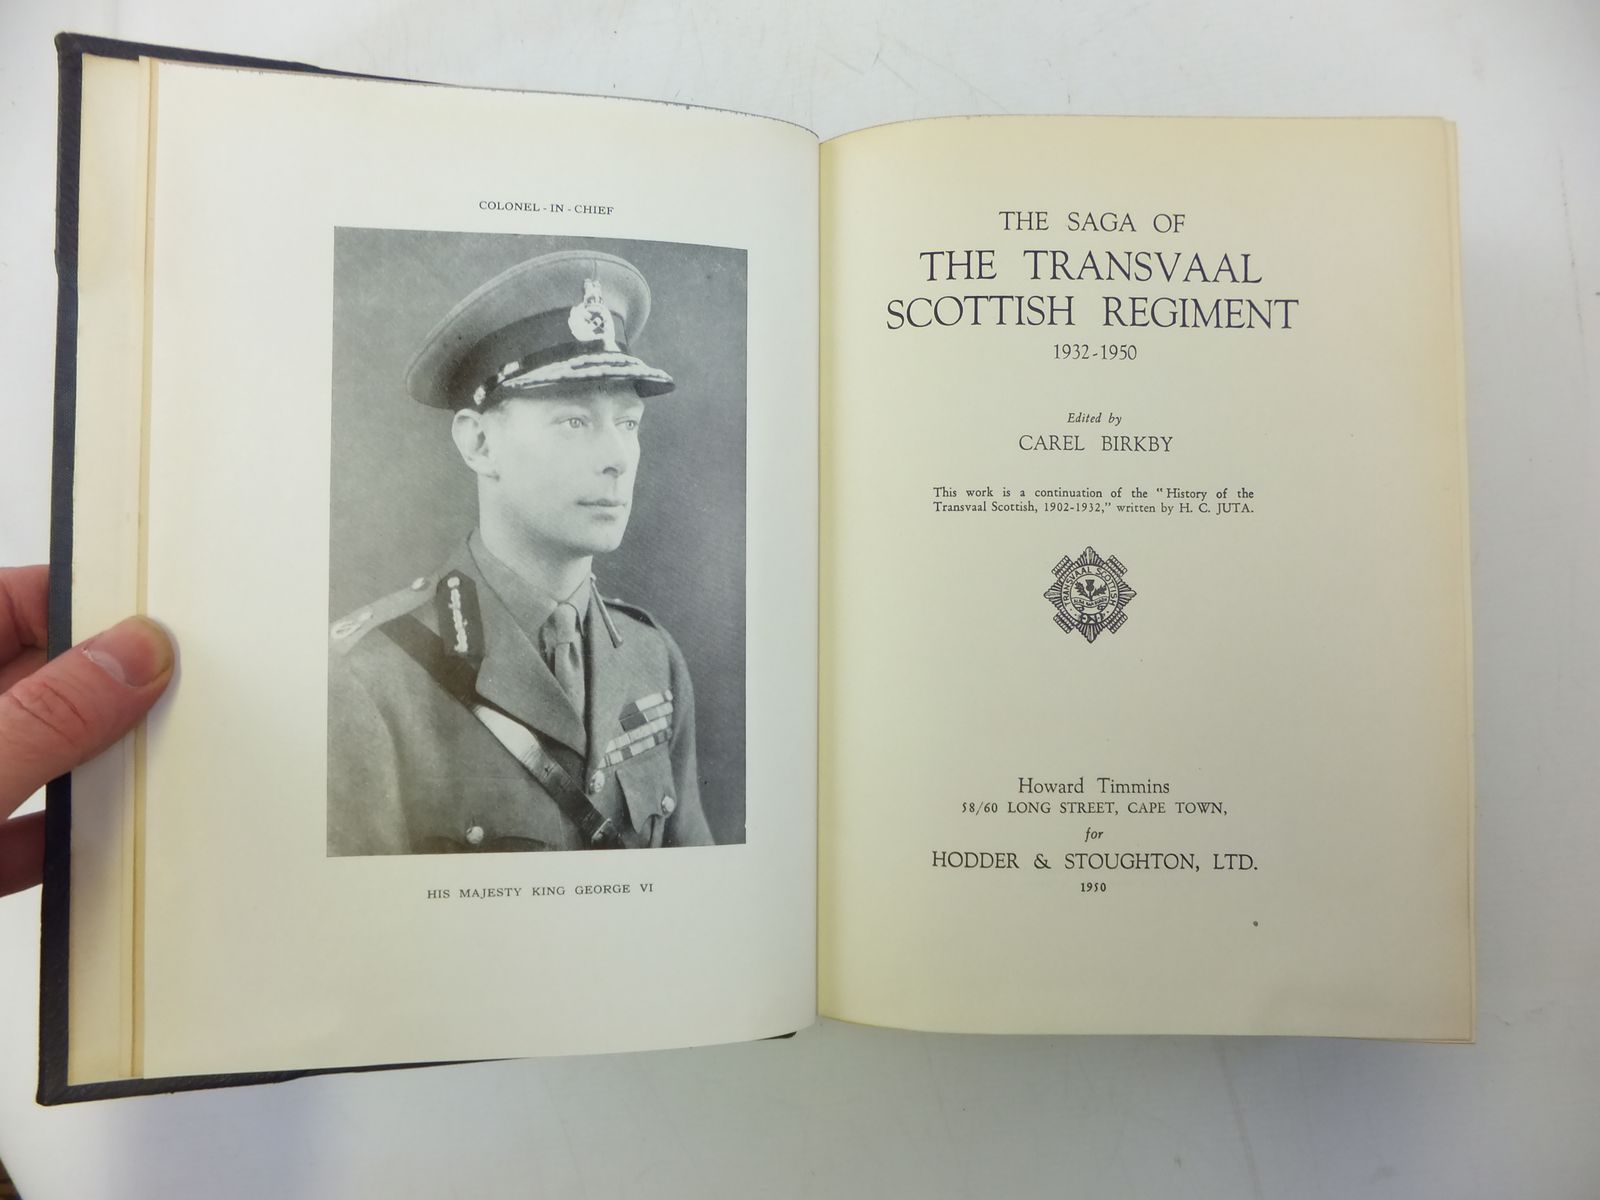 COLONEL - IN - CHIEF
HIS MAJESTY KING GEORGE VI
THE SAGA OF
THE TRANSVAAL
SCOTTISH REGIMENT
1932-1950
Edited by
CAREL BIRKBY
This work is a continuation of the "History of the
Transvaal Scottish, 1902-1932," written by H. C. JUTA.
TRANSVAAL SCOTTISH
Howard Timmins
58/60 LONG STREET, CAPE TOWN,
for
HODDER & STOUGHTON, LTD.
1950